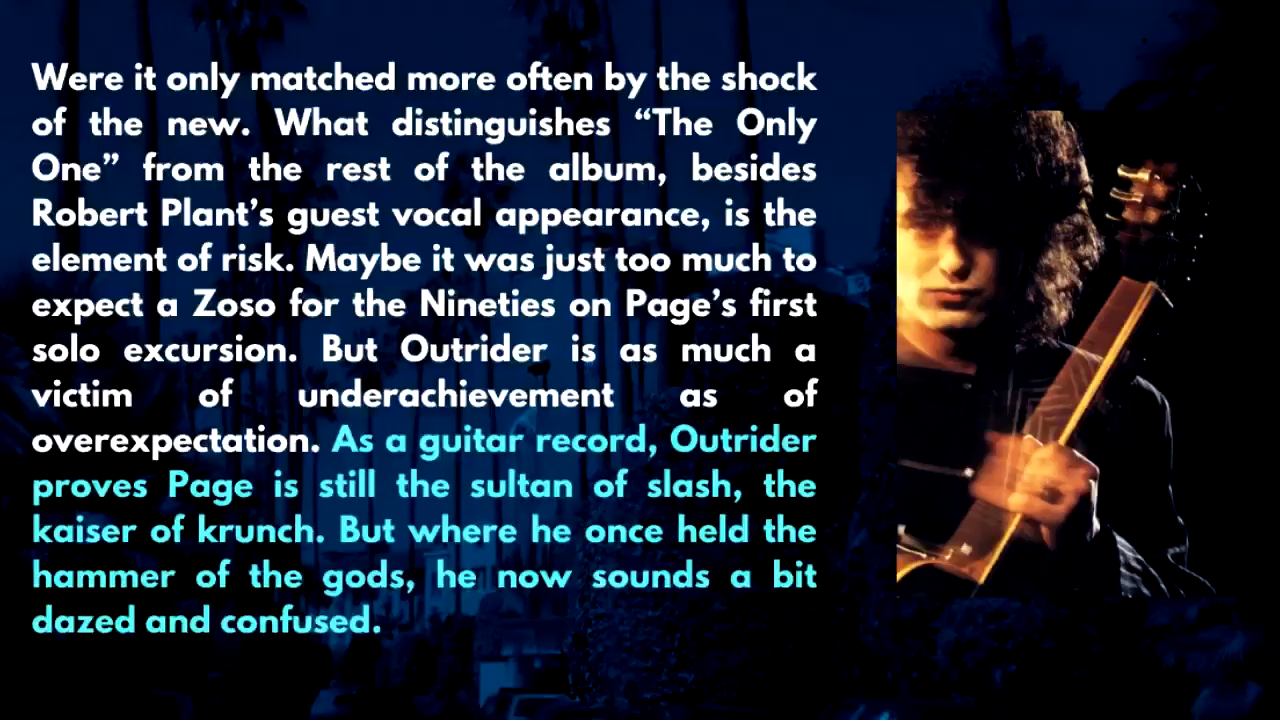 Were it only matched more often by the shock
of the new. What distinguishes “The Only
One” from the rest of the album, besides
Robert Plant’s guest vocal appearance, is the
element of risk. Maybe it was just too much to
expect a Zoso for the Nineties on Page’s first
solo excursion. But Outrider is as much a
victim of underachievement as of
overexpectation. As a guitar record, Outrider
proves Page is still the sultan of slash, the
kaiser of krunch. But where he once held the
hammer of the gods, he now sounds a bit
dazed and confused.